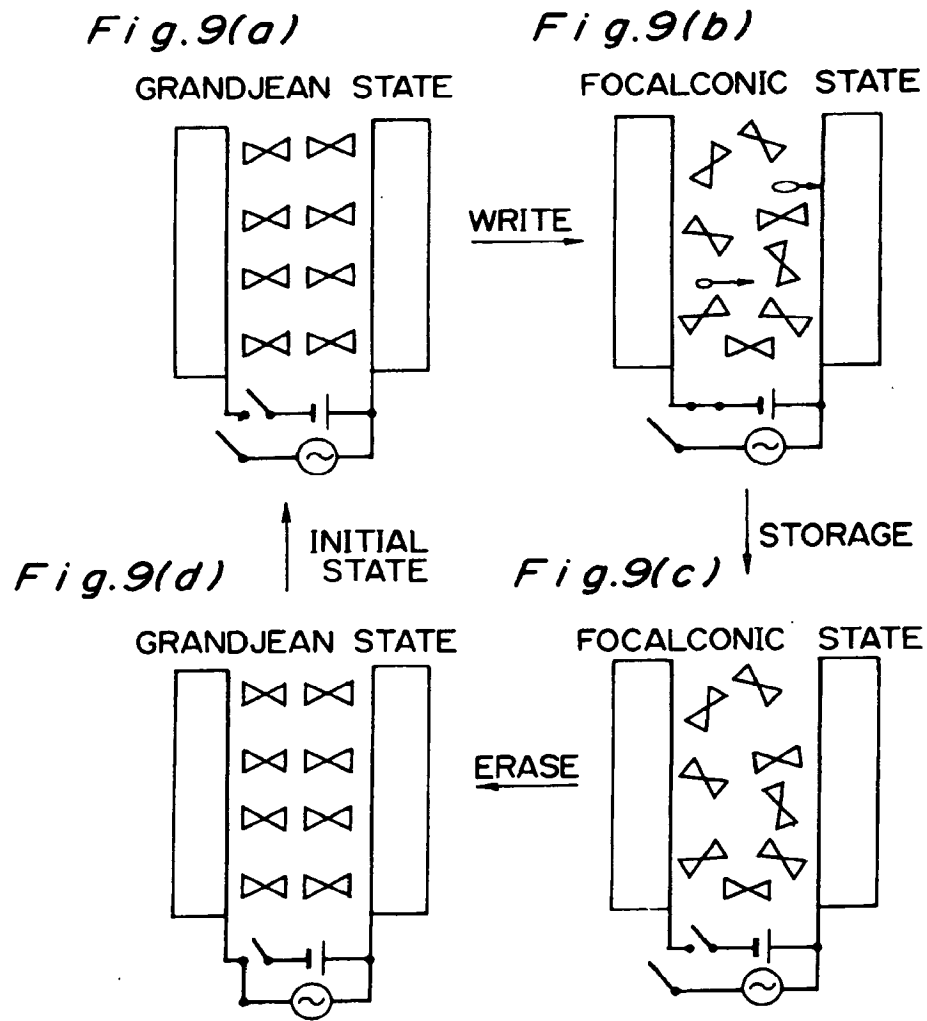 Fig.9(a)
GRANDJEAN STATE
Fig.9(b)
FOCALCONIC STATE
WRITE
STORAGE
INITIAL
STATE
Fig.9(d)
GRANDJEAN STATE
Fig.9(c)
FOCALCONIC STATE
ERASE